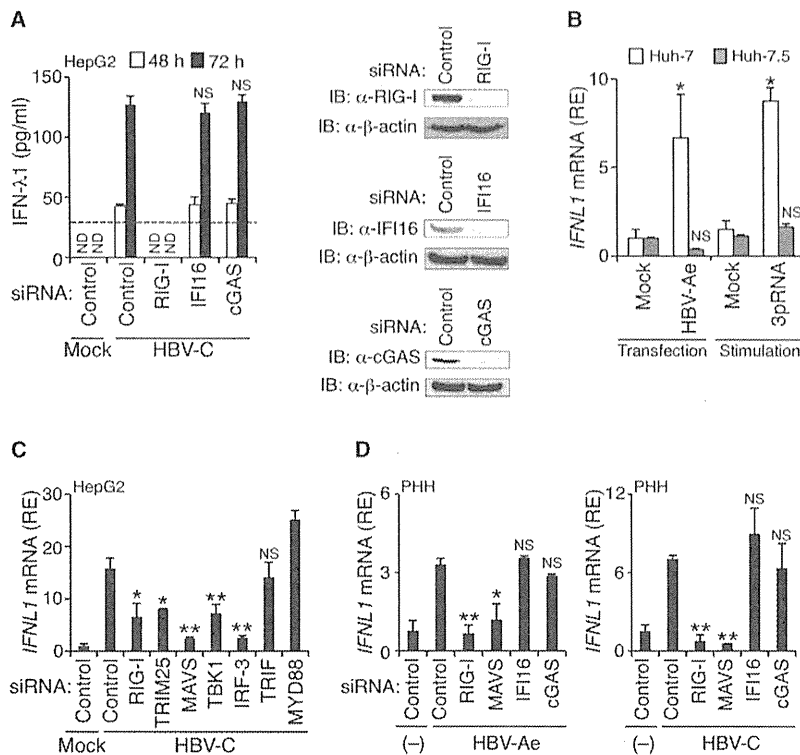 A
HepG2 48 h 72 h
IFN-λ1 (pg/ml)
150
100
50
0
ND ND ND ND NS NS
siRNA: Control Control RIG-I IFI16 cGAS
Mock HBV-C
siRNA: Control RIG-I
IB: α-RIG-I
IB: α-β-actin
siRNA: Control IFI16
IB: α-IFI16
IB: α-β-actin
siRNA: Control cGAS
IB: α-cGAS
IB: α-β-actin
B
Huh-7 Huh-7.5
IFNL1 mRNA (RE)
10
5
0
* NS * NS
Mock HBV-Ae Mock 3pRNA
Transfection Stimulation
C
HepG2
IFNL1 mRNA (RE)
30
20
10
0
* * ** ** ** NS
siRNA: Control Control RIG-I TRIM25 MAVS TBK1 IRF-3 TRIF MYD88
Mock HBV-C
D
PHH
IFNL1 mRNA (RE)
6
3
0
** * NS NS
siRNA: Control Control RIG-I MAVS IFI16 cGAS
(–) HBV-Ae
PHH
IFNL1 mRNA (RE)
12
6
0
** ** NS NS
Control Control RIG-I MAVS IFI16 cGAS
(–) HBV-C